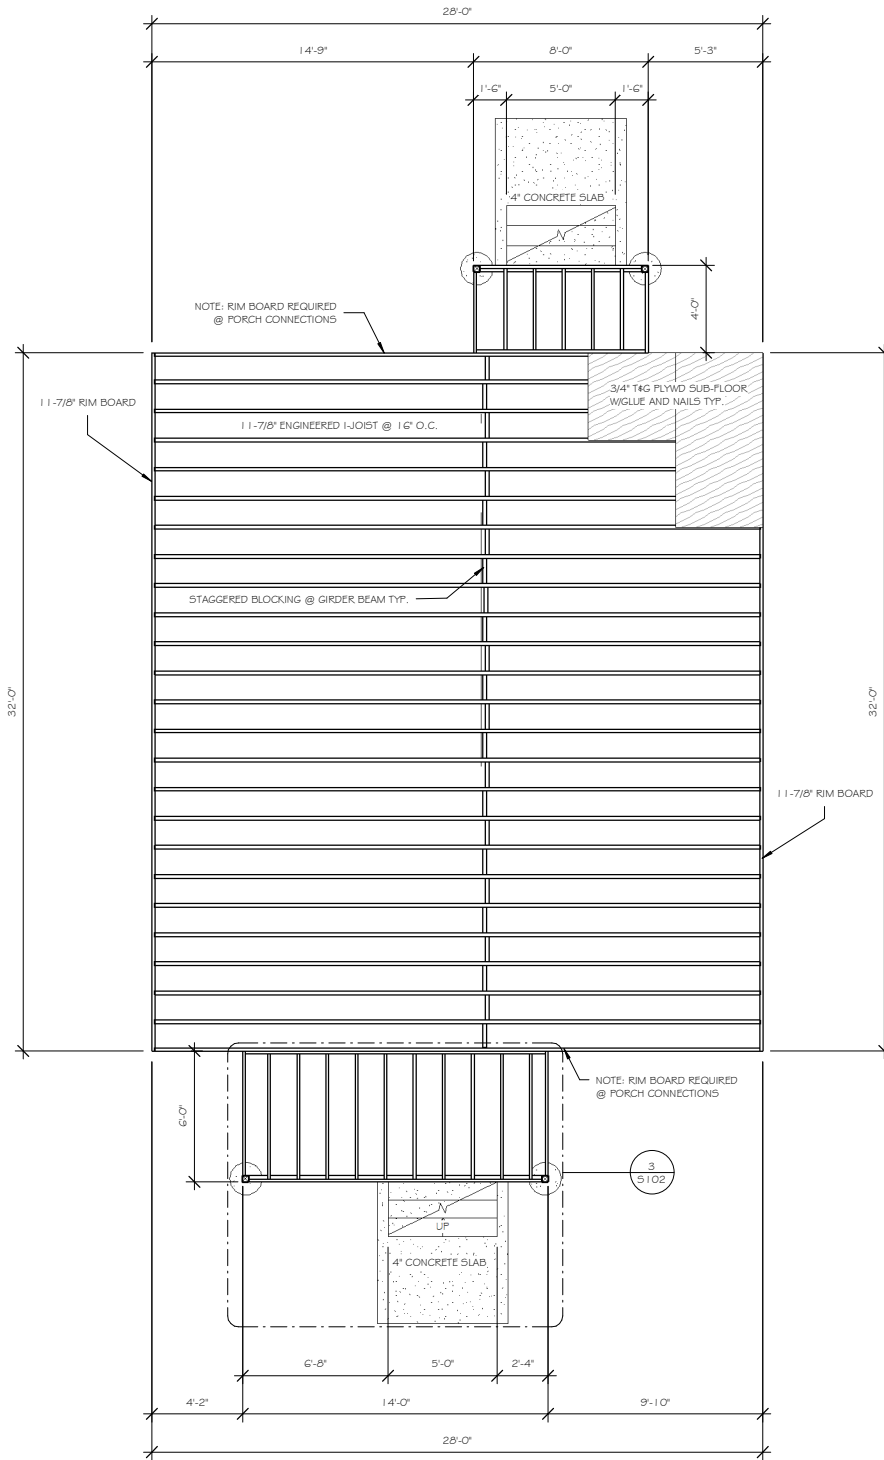 28'-0"
14'-9"
8'-0"
5'-3"
1'-6"
5'-0"
1'-6"
4" CONCRETE SLAB
NOTE: RIM BOARD REQUIRED
@ PORCH CONNECTIONS
4'-0"
11-7/8" RIM BOARD
3/4" T&G PLYWD SUB-FLOOR
W/GLUE AND NAILS TYP.
11-7/8" ENGINEERED I-JOIST @ 16" O.C.
STAGGERED BLOCKING @ GIRDER BEAM TYP.
32'-0"
32'-0"
11-7/8" RIM BOARD
NOTE: RIM BOARD REQUIRED
@ PORCH CONNECTIONS
6'-0"
3
S102
UP
4" CONCRETE SLAB
6'-8"
5'-0"
2'-4"
4'-2"
14'-0"
9'-10"
28'-0"